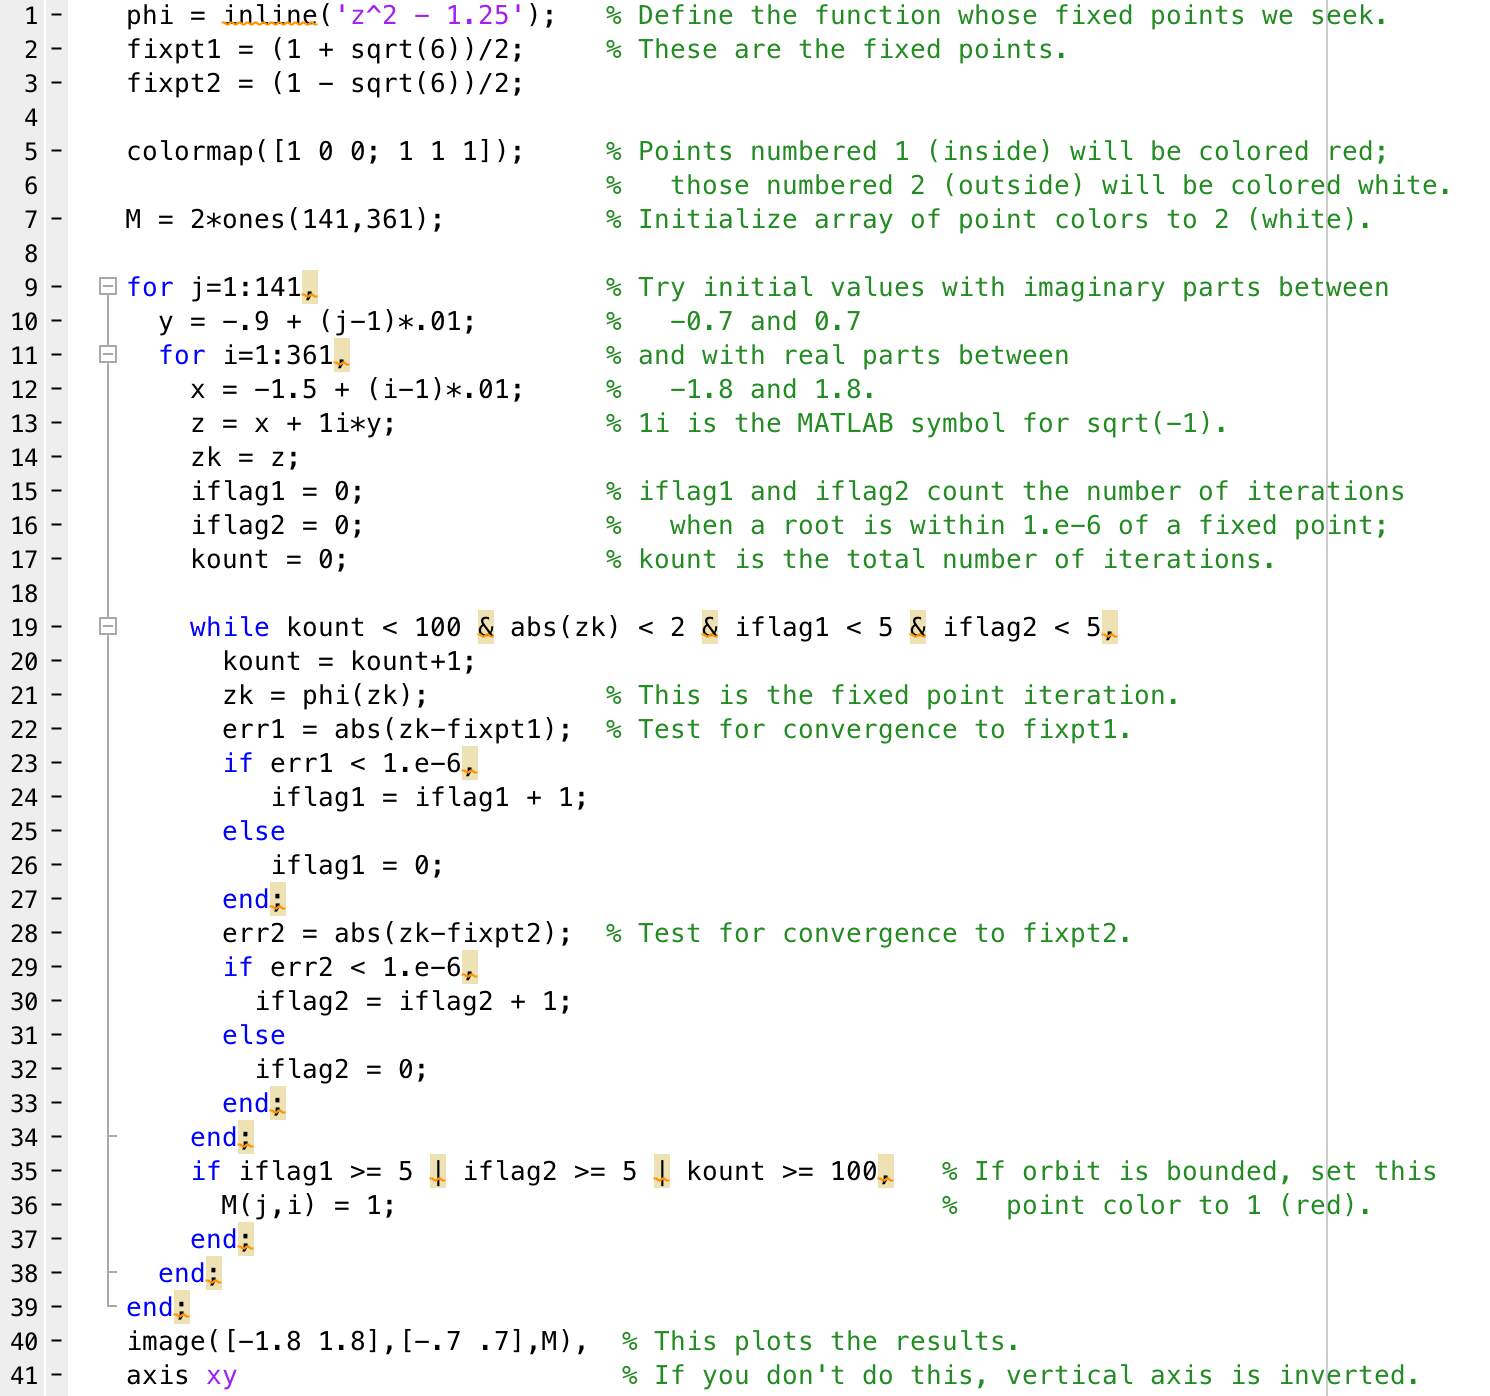 1 – phi = inline('z^2 – 1.25'); % Define the function whose fixed points we seek.
2 – fixpt1 = (1 + sqrt(6))/2; % These are the fixed points.
3 – fixpt2 = (1 – sqrt(6))/2;
4
5 – colormap([1 0 0; 1 1 1]); % Points numbered 1 (inside) will be colored red;
6 % those numbered 2 (outside) will be colored white.
7 – M = 2*ones(141,361); % Initialize array of point colors to 2 (white).
8
9 – for j=1:141, % Try initial values with imaginary parts between
10 – y = –.9 + (j–1)*.01; % –0.7 and 0.7
11 – for i=1:361, % and with real parts between
12 – x = –1.5 + (i–1)*.01; % –1.8 and 1.8.
13 – z = x + 1i*y; % 1i is the MATLAB symbol for sqrt(–1).
14 – zk = z;
15 – iflag1 = 0; % iflag1 and iflag2 count the number of iterations
16 – iflag2 = 0; % when a root is within 1.e–6 of a fixed point;
17 – kount = 0; % kount is the total number of iterations.
18
19 – while kount < 100 & abs(zk) < 2 & iflag1 < 5 & iflag2 < 5,
20 – kount = kount+1;
21 – zk = phi(zk); % This is the fixed point iteration.
22 – err1 = abs(zk–fixpt1); % Test for convergence to fixpt1.
23 – if err1 < 1.e–6,
24 – iflag1 = iflag1 + 1;
25 – else
26 – iflag1 = 0;
27 – end;
28 – err2 = abs(zk–fixpt2); % Test for convergence to fixpt2.
29 – if err2 < 1.e–6,
30 – iflag2 = iflag2 + 1;
31 – else
32 – iflag2 = 0;
33 – end;
34 – end;
35 – if iflag1 >= 5 | iflag2 >= 5 | kount >= 100, % If orbit is bounded, set this
36 – M(j,i) = 1; % point color to 1 (red).
37 – end;
38 – end;
39 – end;
40 – image([–1.8 1.8],[–.7 .7],M), % This plots the results.
41 – axis xy % If you don't do this, vertical axis is inverted.